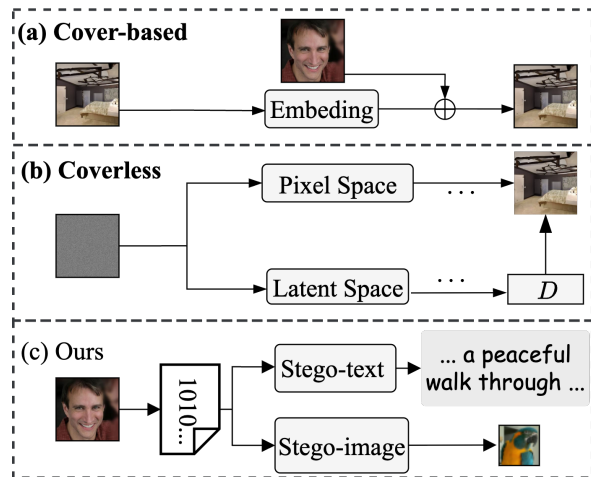 (a) Cover-based
Embeding
(b) Coverless
Pixel Space
...
Latent Space
...
D
(c) Ours
1010...
Stego-text
... a peaceful
walk through ...
Stego-image